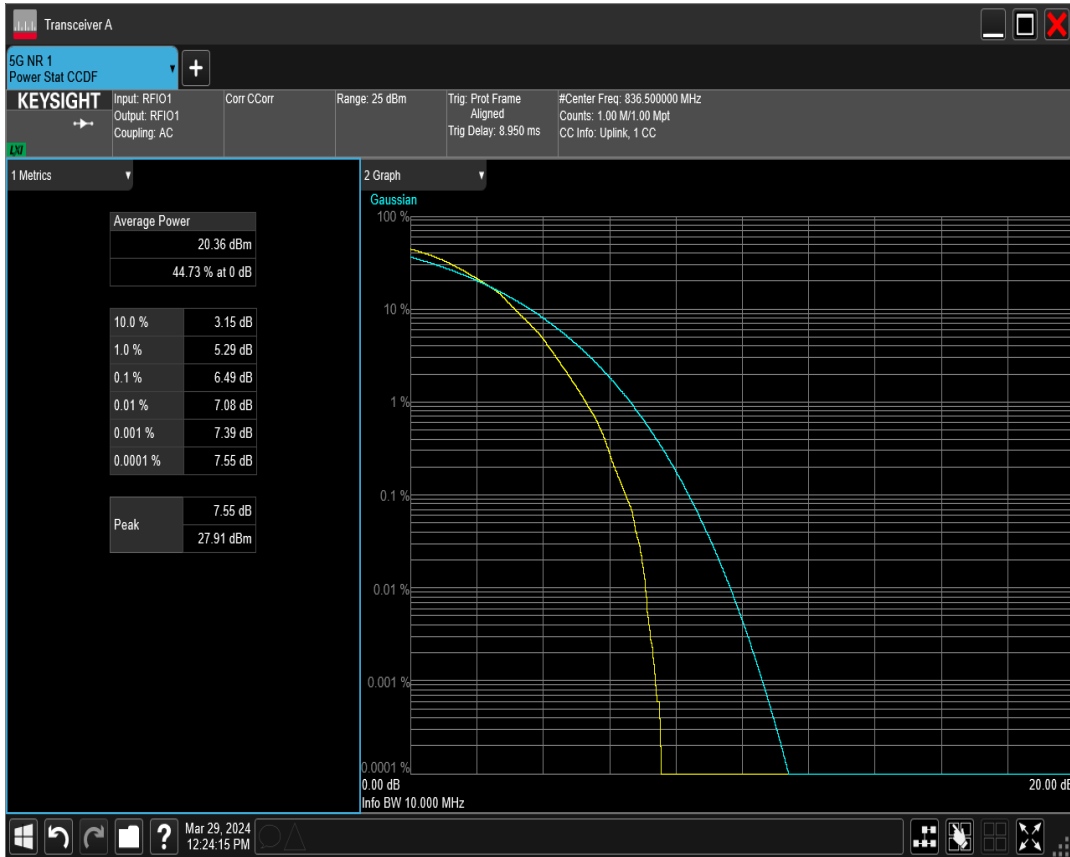 Transceiver A
5G NR 1
Power Stat CCDF
KEYSIGHT
LXI
Input: RFIO1
Output: RFIO1
Coupling: AC
Corr CCorr
Range: 25 dBm
Trig: Prot Frame
Aligned
Trig Delay: 8.950 ms
#Center Freq: 836.500000 MHz
Counts: 1.00 M/1.00 Mpt
CC Info: Uplink, 1 CC
1 Metrics
Average Power
20.36 dBm
44.73 % at 0 dB
10.0 % 3.15 dB
1.0 % 5.29 dB
0.1 % 6.49 dB
0.01 % 7.08 dB
0.001 % 7.39 dB
0.0001 % 7.55 dB
Peak
7.55 dB
27.91 dBm
2 Graph
Gaussian
100 %
10 %
1 %
0.1 %
0.01 %
0.001 %
0.0001 %
0.00 dB
20.00 dB
Info BW 10.000 MHz
?
Mar 29, 2024
12:24:15 PM